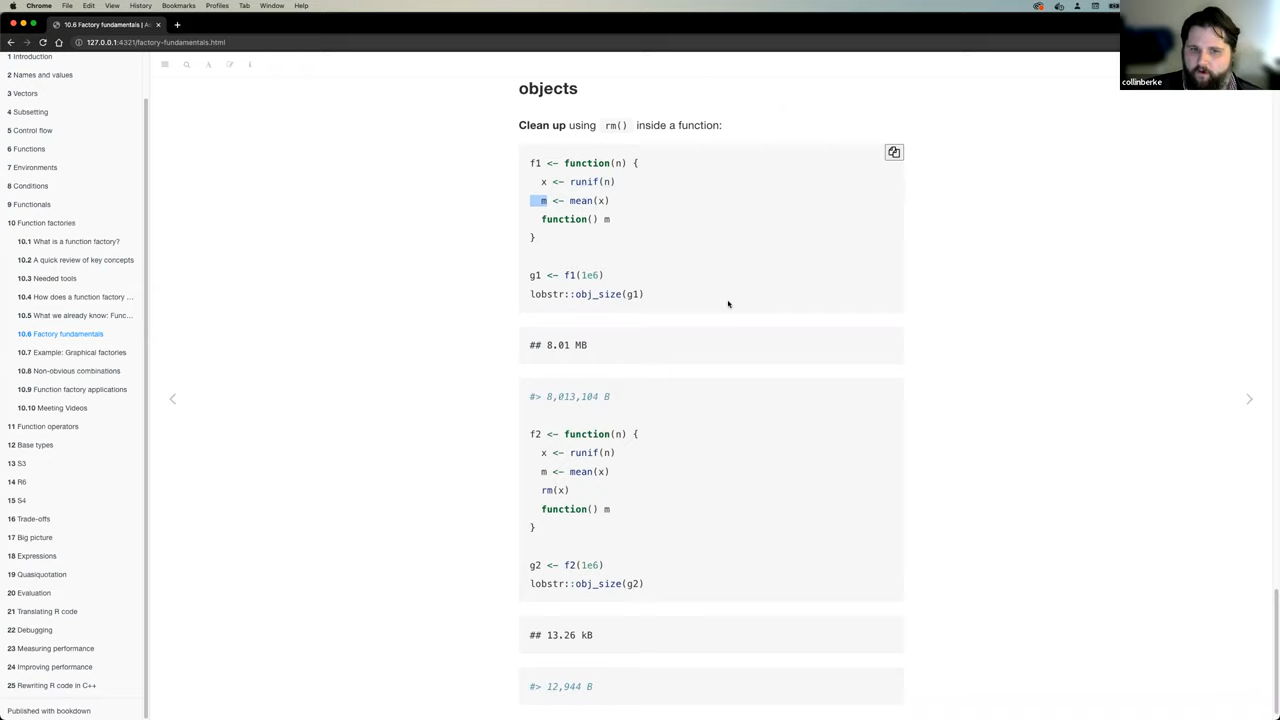 Chrome File Edit View History Bookmarks Profiles Tab Window Help
10.6 Factory fundamentals | A
127.0.0.1:4321/factory-fundamentals.html
collinberke
1 Introduction
2 Names and values
3 Vectors
4 Subsetting
5 Control flow
6 Functions
7 Environments
8 Conditions
9 Functionals
10 Function factories
10.1 What is a function factory?
10.2 A quick review of key concepts
10.3 Needed tools
10.4 How does a function factory ...
10.5 What we already know: Func...
10.6 Factory fundamentals
10.7 Example: Graphical factories
10.8 Non-obvious combinations
10.9 Function factory applications
10.10 Meeting Videos
11 Function operators
12 Base types
13 S3
14 R6
15 S4
16 Trade-offs
17 Big picture
18 Expressions
19 Quasiquotation
20 Evaluation
21 Translating R code
22 Debugging
23 Measuring performance
24 Improving performance
25 Rewriting R code in C++
Published with bookdown
objects
Clean up using rm() inside a function:
f1 <- function(n) {
x <- runif(n)
m <- mean(x)
function() m
}
g1 <- f1(1e6)
lobstr::obj_size(g1)
## 8.01 MB
#> 8,013,104 B
f2 <- function(n) {
x <- runif(n)
m <- mean(x)
rm(x)
function() m
}
g2 <- f2(1e6)
lobstr::obj_size(g2)
## 13.26 kB
#> 12,944 B